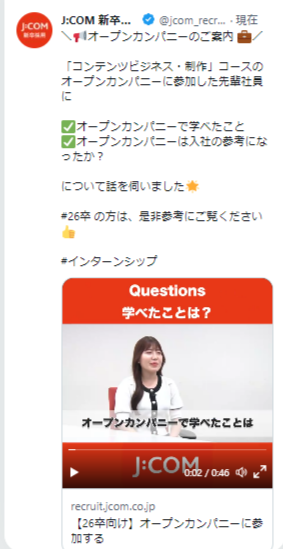 J:COM 新卒...
@jcom_recr... · 現在
J:COM
新卒採用
＼📢オープンカンパニーのご案内 💼／
「コンテンツビジネス・制作」コースの
オープンカンパニーに参加した先輩社員
に
✅オープンカンパニーで学べたこと
✅オープンカンパニーは入社の参考にな
ったか？
について話を伺いました🌟
#26卒 の方は、是非参考にご覧ください
👍
#インターンシップ
Questions
学べたことは？
オープンカンパニーで学べたことは
J:COM
0:02 / 0:46
recruit.jcom.co.jp
【26卒向け】オープンカンパニーに参
加する